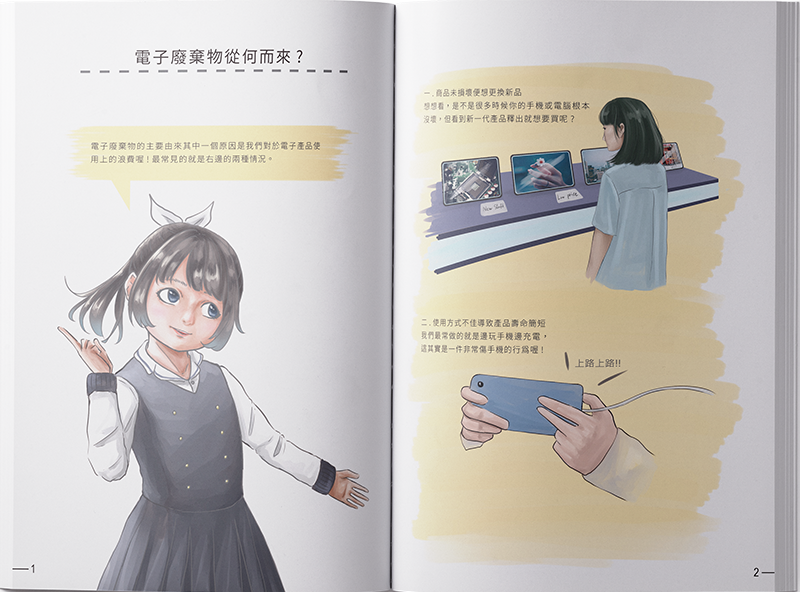 電子廢棄物從何而來?
電子廢棄物的主要由來其中一個原因是我們對於電子產品使
用上的浪費喔!最常見的就是右邊的兩種情況。
1
一.商品未損壞便想更換新品
想想看,是不是很多時候你的手機或電腦根本
沒壞,但看到新一代產品釋出就想要買呢?
Low price
二.使用方式不佳導致產品壽命簡短
我們最常做的就是邊玩手機邊充電,
這其實是一件非常傷手機的行爲喔!
上路上路!!
2